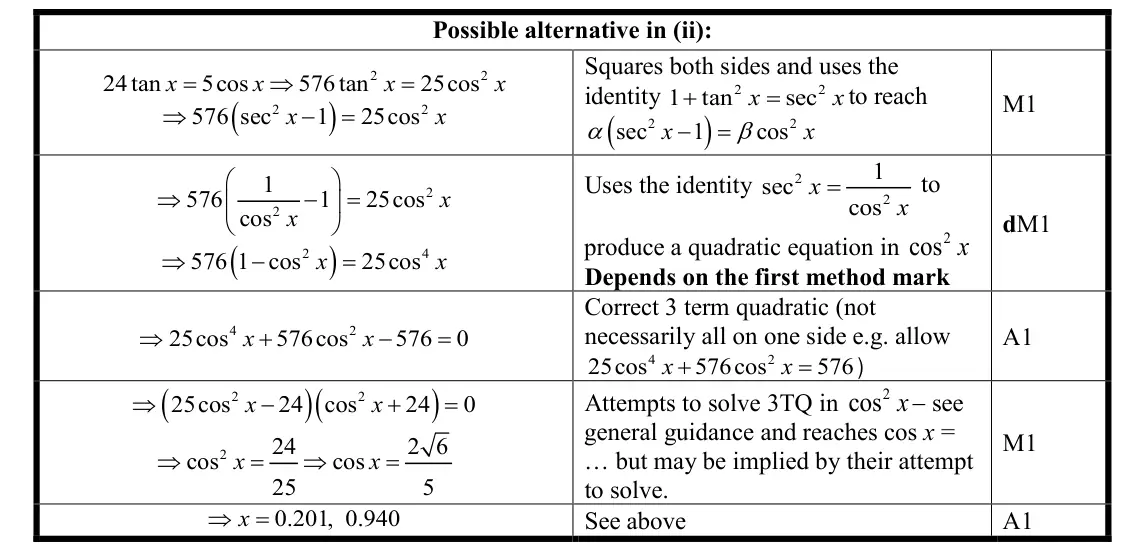 Possible alternative in (ii):
24 tan x = 5 cos x ⇒ 576 tan² x = 25 cos² x
⇒ 576(sec² x − 1) = 25 cos² x
Squares both sides and uses the
identity 1 + tan² x = sec² x to reach
α(sec² x − 1) = β cos² x
M1
⇒ 576(1/cos² x − 1) = 25 cos² x
⇒ 576(1 − cos² x) = 25 cos⁴ x
Uses the identity sec² x = 1/cos² x to
produce a quadratic equation in cos² x
Depends on the first method mark
dM1
⇒ 25 cos⁴ x + 576 cos² x − 576 = 0
Correct 3 term quadratic (not
necessarily all on one side e.g. allow
25 cos⁴ x + 576 cos² x = 576)
A1
⇒ (25 cos² x − 24)(cos² x + 24) = 0
⇒ cos² x = 24/25 ⇒ cos x = 2√6/5
Attempts to solve 3TQ in cos² x – see
general guidance and reaches cos x =
… but may be implied by their attempt
to solve.
M1
⇒ x = 0.201, 0.940
See above
A1